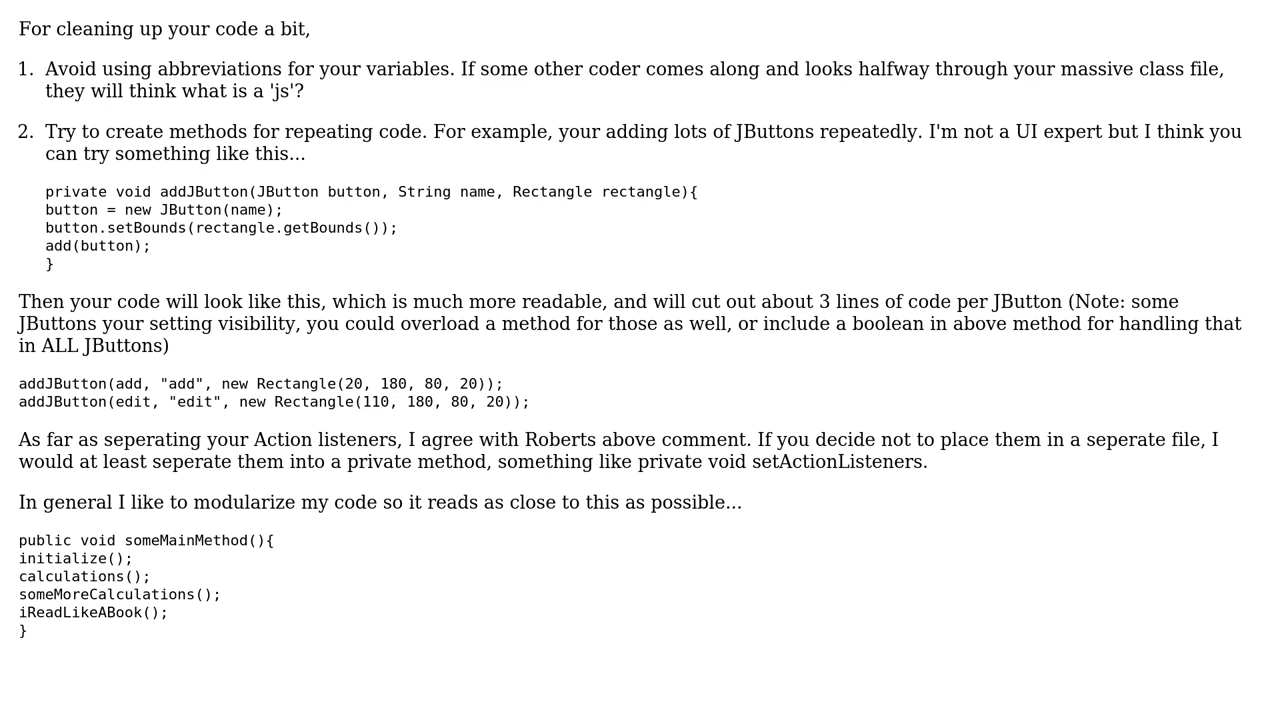 For cleaning up your code a bit,
1. Avoid using abbreviations for your variables. If some other coder comes along and looks halfway through your massive class file,
they will think what is a 'js'?
2. Try to create methods for repeating code. For example, your adding lots of JButtons repeatedly. I'm not a UI expert but I think you
can try something like this...
private void addJButton(JButton button, String name, Rectangle rectangle){
button = new JButton(name);
button.setBounds(rectangle.getBounds());
add(button);
}
Then your code will look like this, which is much more readable, and will cut out about 3 lines of code per JButton (Note: some
JButtons your setting visibility, you could overload a method for those as well, or include a boolean in above method for handling that
in ALL JButtons)
addJButton(add, "add", new Rectangle(20, 180, 80, 20));
addJButton(edit, "edit", new Rectangle(110, 180, 80, 20));
As far as seperating your Action listeners, I agree with Roberts above comment. If you decide not to place them in a seperate file, I
would at least seperate them into a private method, something like private void setActionListeners.
In general I like to modularize my code so it reads as close to this as possible...
public void someMainMethod(){
initialize();
calculations();
someMoreCalculations();
iReadLikeABook();
}